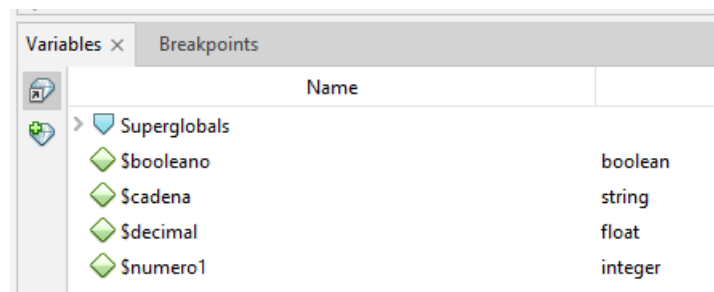 Variables × Breakpoints
Name
Superglobals
$booleano boolean
$cadena string
$decimal float
$numero1 integer